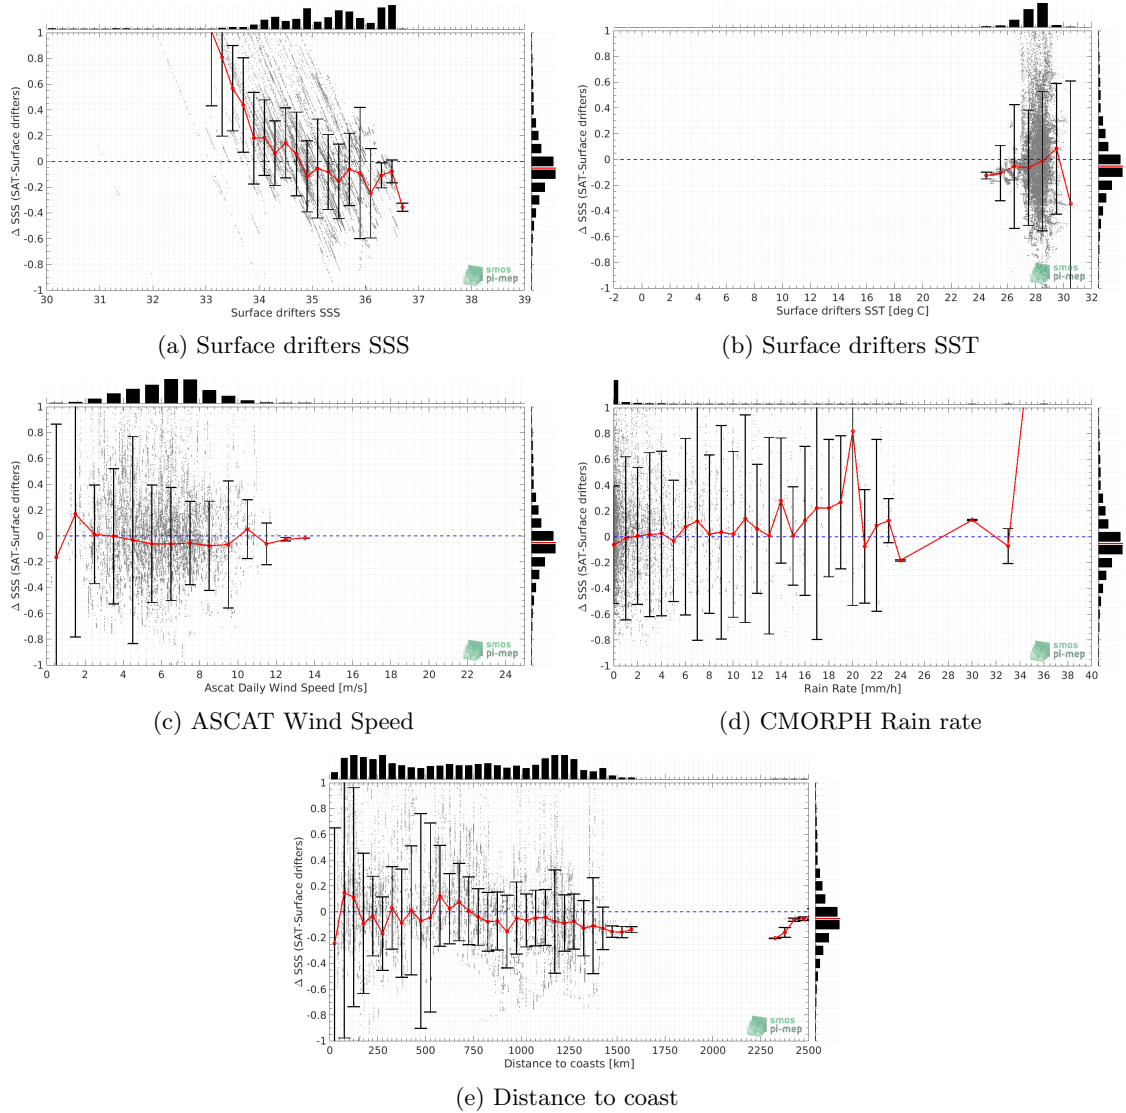 1
0.8
0.6
0.4
0.2
0
-0.2
-0.4
-0.6
-0.8
-1
Δ SSS (SAT-Surface drifters)
30 31 32 33 34 35 36 37 38 39
Surface drifters SSS
smos
pi-mep
(a) Surface drifters SSS
1
0.8
0.6
0.4
0.2
0
-0.2
-0.4
-0.6
-0.8
-1
Δ SSS (SAT-Surface drifters)
-2 0 2 4 6 8 10 12 14 16 18 20 22 24 26 28 30 32
Surface drifters SST [deg C]
smos
pi-mep
(b) Surface drifters SST
1
0.8
0.6
0.4
0.2
0
-0.2
-0.4
-0.6
-0.8
-1
Δ SSS (SAT-Surface drifters)
0 2 4 6 8 10 12 14 16 18 20 22 24
Ascat Daily Wind Speed [m/s]
smos
pi-mep
(c) ASCAT Wind Speed
1
0.8
0.6
0.4
0.2
0
-0.2
-0.4
-0.6
-0.8
-1
Δ SSS (SAT-Surface drifters)
0 2 4 6 8 10 12 14 16 18 20 22 24 26 28 30 32 34 36 38 40
Rain Rate [mm/h]
smos
pi-mep
(d) CMORPH Rain rate
1
0.8
0.6
0.4
0.2
0
-0.2
-0.4
-0.6
-0.8
-1
Δ SSS (SAT-Surface drifters)
0 250 500 750 1000 1250 1500 1750 2000 2250 2500
Distance to coasts [km]
smos
pi-mep
(e) Distance to coast